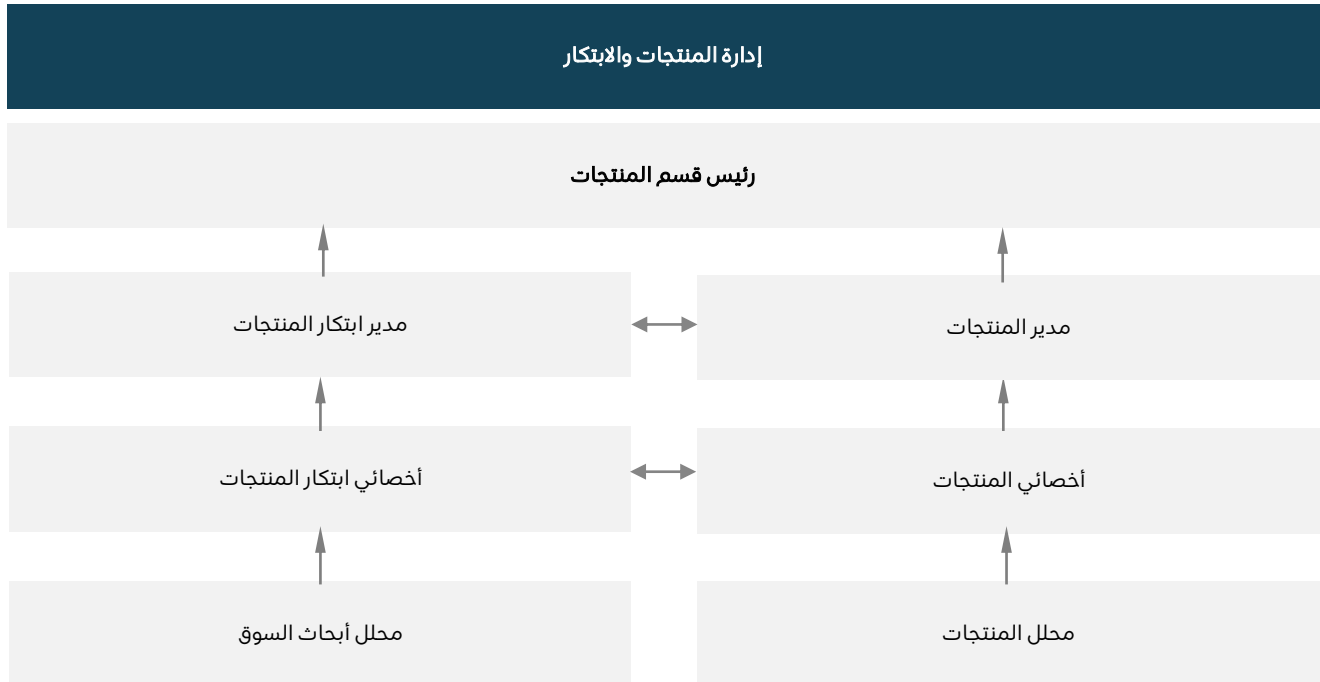 إدارة المنتجات والابتكار
رئيس قسم المنتجات
مدير المنتجات
مدير ابتكار المنتجات
أخصائي المنتجات
أخصائي ابتكار المنتجات
محلل المنتجات
محلل أبحاث السوق